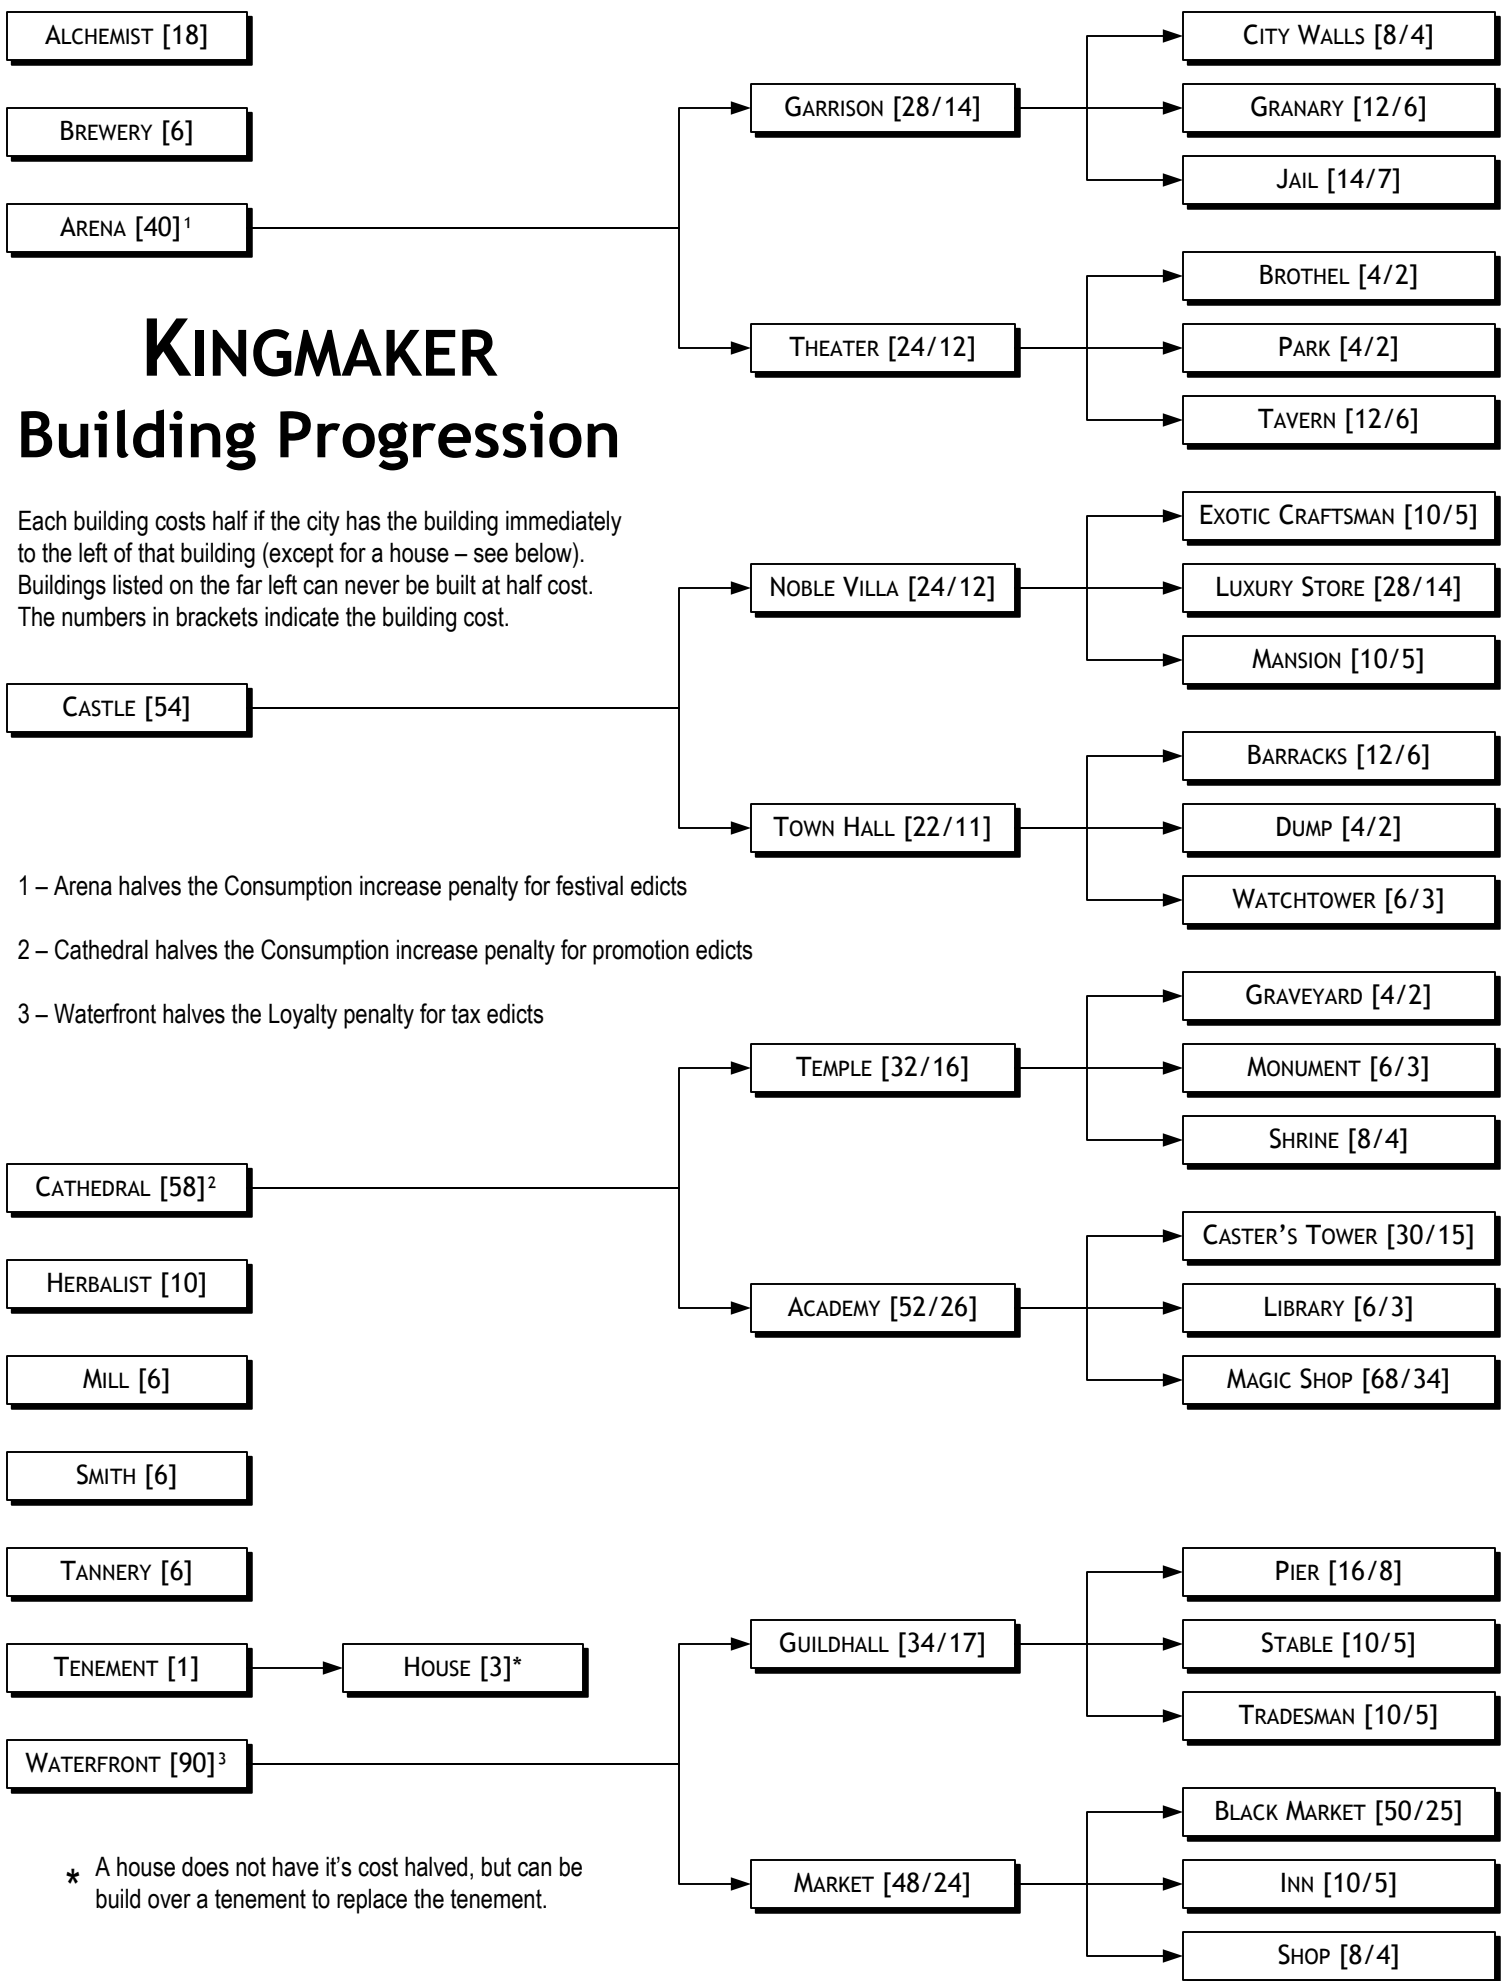 ALCHEMIST [18]
BREWERY [6]
ARENA [40]¹
GARRISON [28/14]
CITY WALLS [8/4]
GRANARY [12/6]
JAIL [14/7]
THEATER [24/12]
BROTHEL [4/2]
PARK [4/2]
TAVERN [12/6]
KINGMAKER
Building Progression
Each building costs half if the city has the building immediately
to the left of that building (except for a house – see below).
Buildings listed on the far left can never be built at half cost.
The numbers in brackets indicate the building cost.
CASTLE [54]
NOBLE VILLA [24/12]
EXOTIC CRAFTSMAN [10/5]
LUXURY STORE [28/14]
MANSION [10/5]
TOWN HALL [22/11]
BARRACKS [12/6]
DUMP [4/2]
WATCHTOWER [6/3]
1 – Arena halves the Consumption increase penalty for festival edicts
2 – Cathedral halves the Consumption increase penalty for promotion edicts
3 – Waterfront halves the Loyalty penalty for tax edicts
CATHEDRAL [58]²
TEMPLE [32/16]
GRAVEYARD [4/2]
MONUMENT [6/3]
SHRINE [8/4]
ACADEMY [52/26]
CASTER'S TOWER [30/15]
LIBRARY [6/3]
MAGIC SHOP [68/34]
HERBALIST [10]
MILL [6]
SMITH [6]
TANNERY [6]
TENEMENT [1]
HOUSE [3]*
WATERFRONT [90]³
GUILDHALL [34/17]
PIER [16/8]
STABLE [10/5]
TRADESMAN [10/5]
MARKET [48/24]
BLACK MARKET [50/25]
INN [10/5]
SHOP [8/4]
* A house does not have it's cost halved, but can be
build over a tenement to replace the tenement.